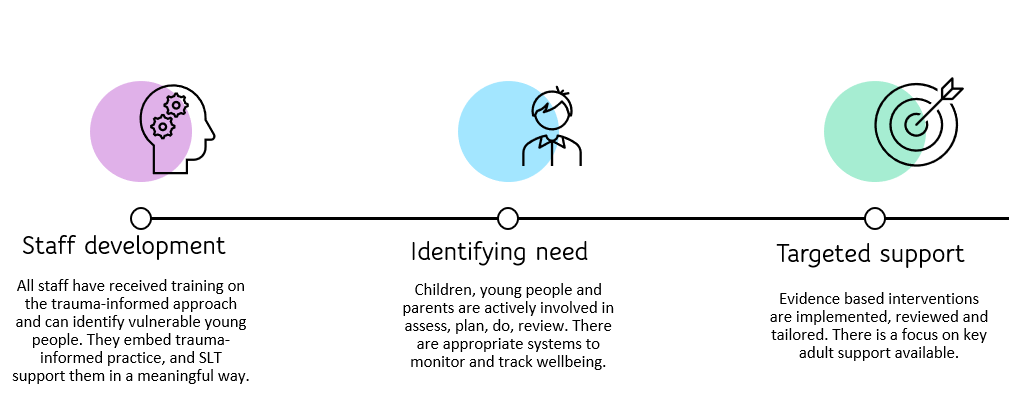 Staff development
All staff have received training on
the trauma-informed approach
and can identify vulnerable young
people. They embed trauma-
informed practice, and SLT
support them in a meaningful way.
Identifying need
Children, young people and
parents are actively involved in
assess, plan, do, review. There
are appropriate systems to
monitor and track wellbeing.
Targeted support
Evidence based interventions
are implemented, reviewed and
tailored. There is a focus on key
adult support available.